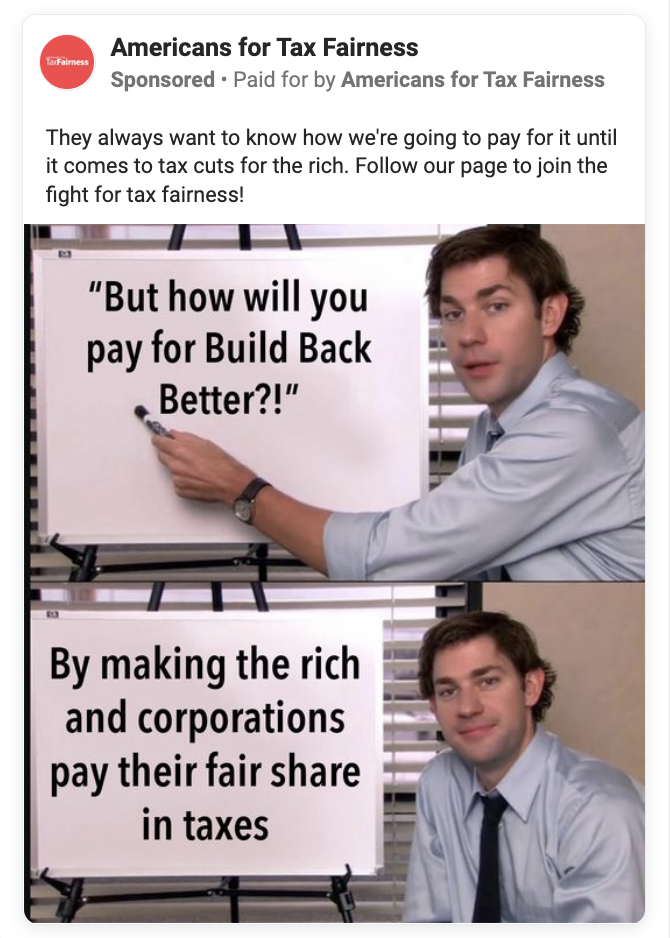 TaxFairness
Americans for Tax Fairness
Sponsored • Paid for by Americans for Tax Fairness
They always want to know how we're going to pay for it until
it comes to tax cuts for the rich. Follow our page to join the
fight for tax fairness!
“But how will you
pay for Build Back
Better?!”
By making the rich
and corporations
pay their fair share
in taxes